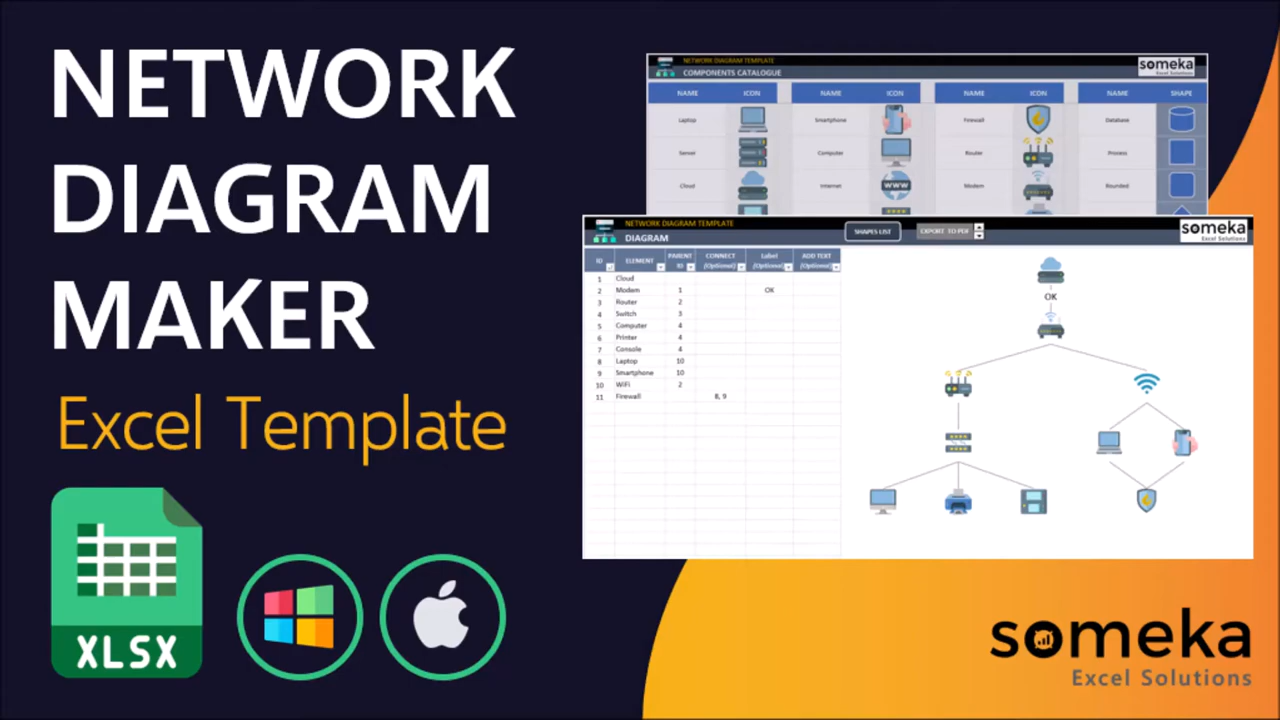 NETWORK
DIAGRAM
MAKER
Excel Template
XLSX
NETWORK DIAGRAM TEMPLATE
COMPONENTS CATALOGUE
someka
Excel Solutions
NAME ICON NAME ICON NAME ICON NAME SHAPE
Laptop Smartphone Firewall Database
Server Computer Router Process
Cloud Internet Modem Rounded
WWW
NETWORK DIAGRAM TEMPLATE
DIAGRAM
SHAPES LIST
EXPORT TO PDF
someka
Excel Solutions
ID ELEMENT PARENT ID CONNECT (Optional) Label (Optional) ADD TEXT (Optional)
1 Cloud
2 Modem 1 OK
3 Router 2
4 Switch 3
5 Computer 4
6 Printer 4
7 Console 4
8 Laptop 10
9 Smartphone 10
10 WiFi 2
11 Firewall 8, 9
OK
someka
Excel Solutions